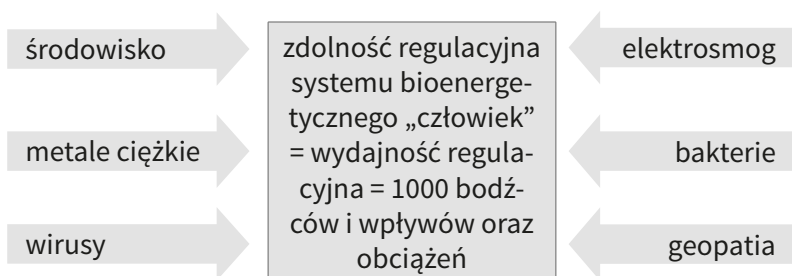 środowisko
metale ciężkie
wirusy
zdolność regulacyjna
systemu bioenerge-
tycznego „człowiek”
= wydajność regula-
cyjna = 1000 bodź-
ców i wpływów oraz
obciążeń
elektrosmog
bakterie
geopatia